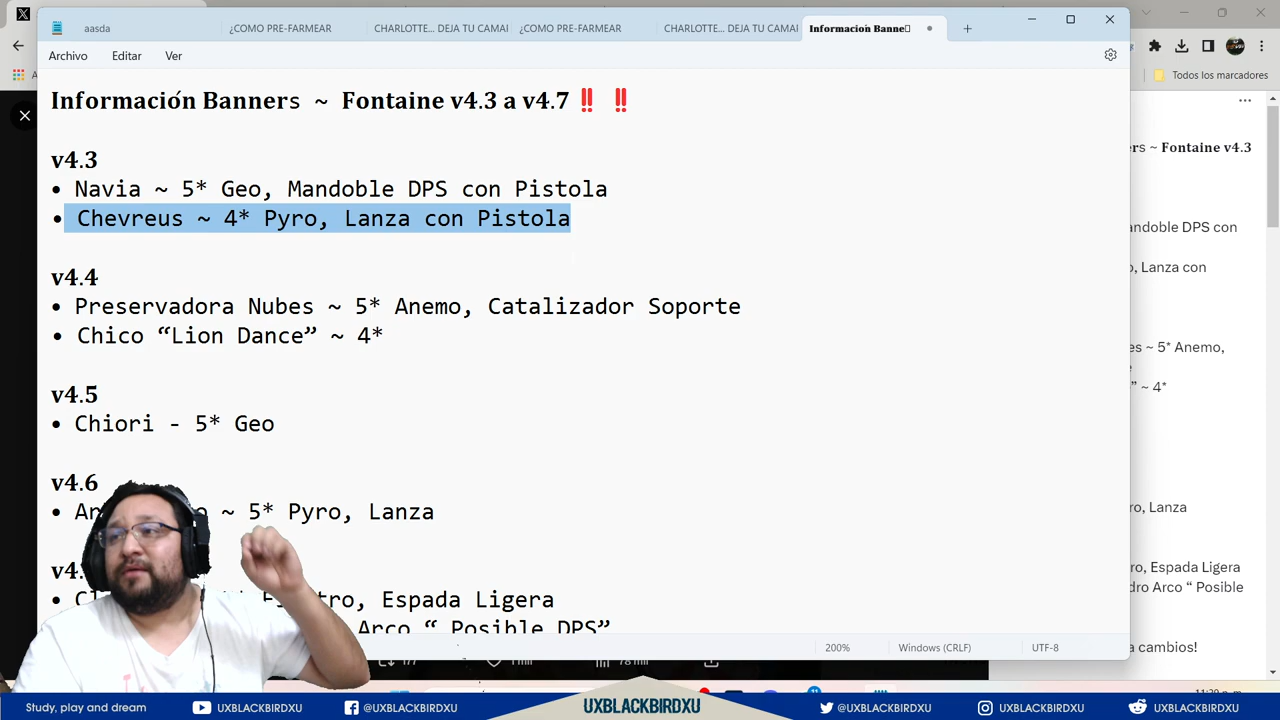 aasda
¿COMO PRE-FARMEAR
CHARLOTTE... DEJA TU CAMAI
¿COMO PRE-FARMEAR
CHARLOTTE... DEJA TU CAMAI
Información Banne
Archivo Editar Ver
Todos los marcadores
Información Banners ~ Fontaine v4.3 a v4.7‼️ ‼️
v4.3
• Navia ~ 5* Geo, Mandoble DPS con Pistola
• Chevreus ~ 4* Pyro, Lanza con Pistola
v4.4
• Preservadora Nubes ~ 5* Anemo, Catalizador Soporte
• Chico “Lion Dance” ~ 4*
v4.5
• Chiori - 5* Geo
v4.6
~ 5* Pyro, Lanza
Espada Ligera
Arco “ Posible DPS”
200% Windows (CRLF) UTF-8
rs ~ Fontaine v4.3
andoble DPS con
o, Lanza con
es ~ 5* Anemo,
” ~ 4*
ro, Lanza
ro, Espada Ligera
dro Arco “ Posible
a cambios!
Study, play and dream
UXBLACKBIRDXU
@UXBLACKBIRDXU
UXBLACKBIRDXU
@UXBLACKBIRDXU
UXBLACKBIRDXU
UXBLACKBIRDXU